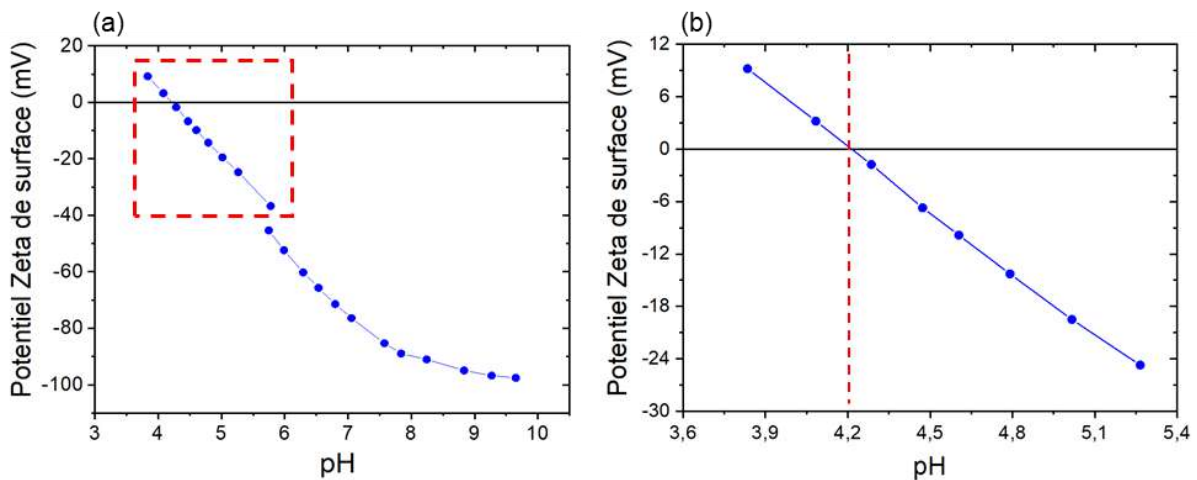 (a)
Potentiel Zeta de surface (mV)
20
0
-20
-40
-60
-80
-100
3 4 5 6 7 8 9 10
pH
(b)
Potentiel Zeta de surface (mV)
12
6
0
-6
-12
-18
-24
-30
3,6 3,9 4,2 4,5 4,8 5,1 5,4
pH